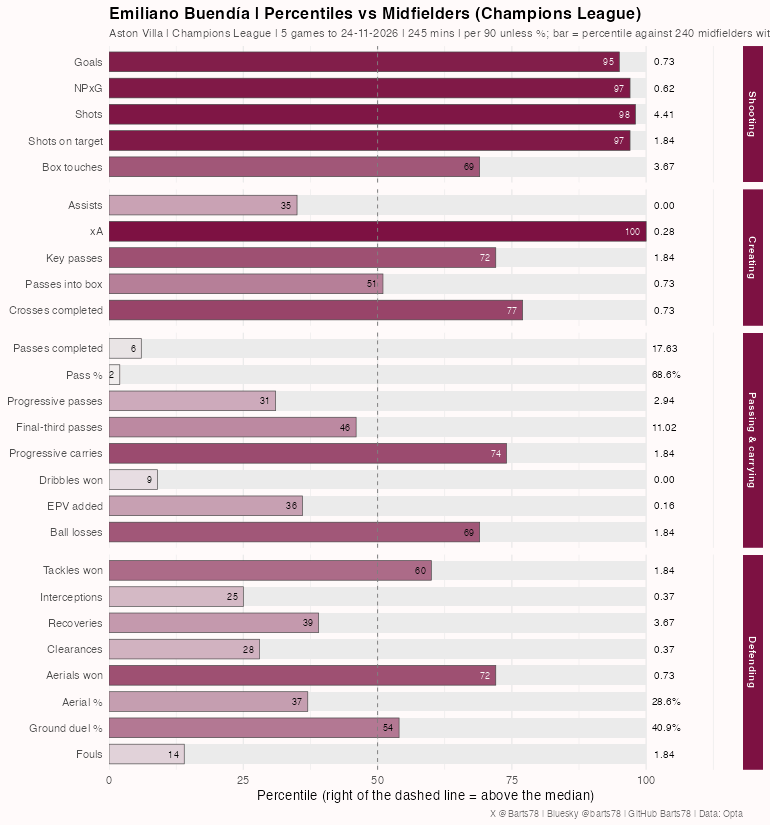 Emiliano Buendía | Percentiles vs Midfielders (Champions League)
Aston Villa | Champions League | 5 games to 24-11-2026 | 245 mins | per 90 unless %; bar = percentile against 240 midfielders wit
Goals 95 0.73
NPxG 97 0.62
Shots 98 4.41
Shots on target 97 1.84
Box touches 69 3.67
Shooting
Assists 35 0.00
xA 100 0.28
Key passes 72 1.84
Passes into box 51 0.73
Crosses completed 77 0.73
Creating
Passes completed 6 17.63
Pass % 2 68.6%
Progressive passes 31 2.94
Final-third passes 46 11.02
Progressive carries 74 1.84
Dribbles won 9 0.00
EPV added 36 0.16
Ball losses 69 1.84
Passing & carrying
Tackles won 60 1.84
Interceptions 25 0.37
Recoveries 39 3.67
Clearances 28 0.37
Aerials won 72 0.73
Aerial % 37 28.6%
Ground duel % 54 40.9%
Fouls 14 1.84
Defending
0 25 50 75 100
Percentile (right of the dashed line = above the median)
X @Barts78 | Bluesky @barts78 | GitHub Barts78 | Data: Opta